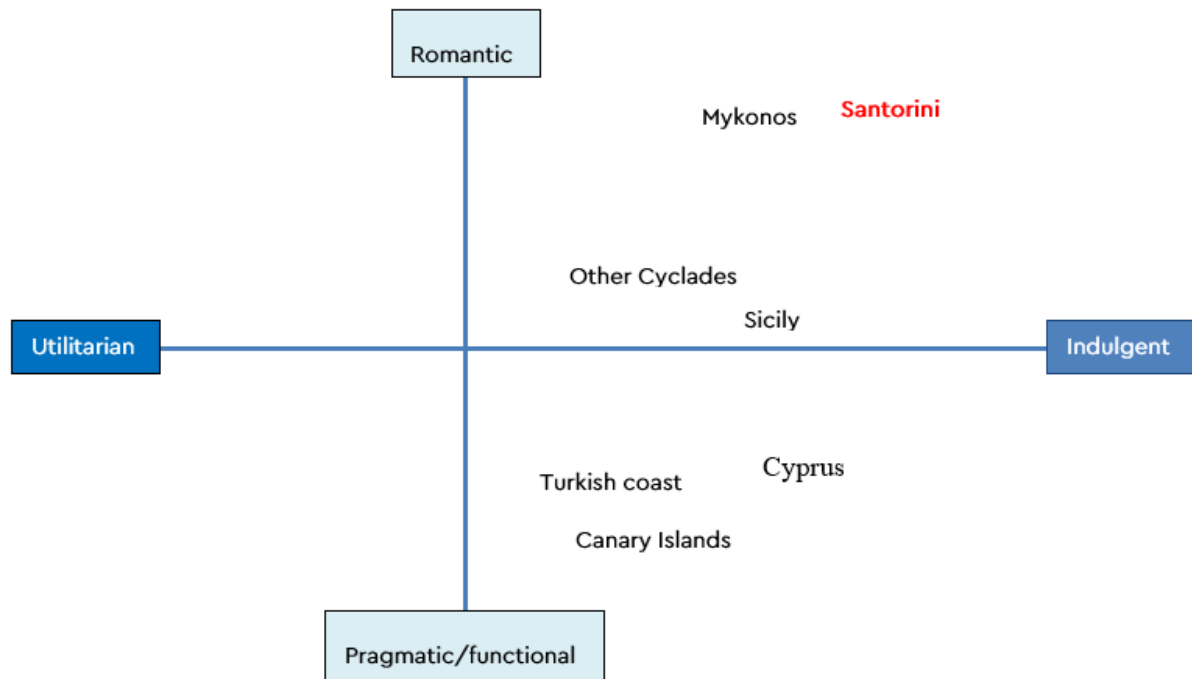 Romantic
Mykonos
Santorini
Other Cyclades
Sicily
Utilitarian
Indulgent
Cyprus
Turkish coast
Canary Islands
Pragmatic/functional